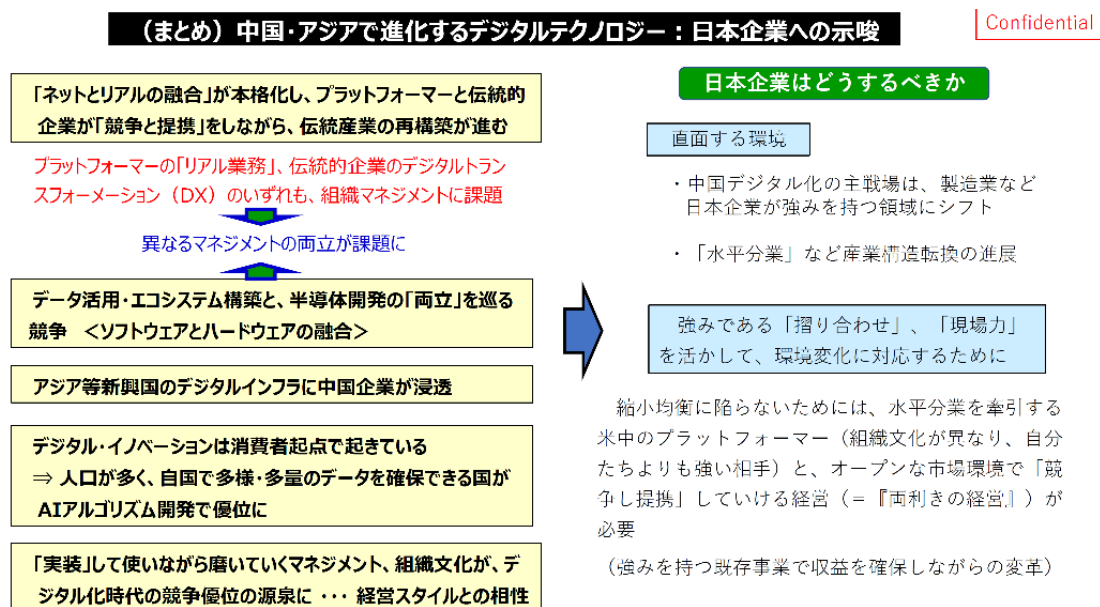 （まとめ）中国・アジアで進化するデジタルテクノロジー：日本企業への示唆
Confidential
「ネットとリアルの融合」が本格化し、プラットフォーマーと伝統的
企業が「競争と提携」をしながら、伝統産業の再構築が進む
プラットフォーマーの「リアル業務」、伝統的企業のデジタルトラン
スフォーメーション（DX）のいずれも、組織マネジメントに課題
異なるマネジメントの両立が課題に
データ活用・エコシステム構築と、半導体開発の「両立」を巡る
競争　＜ソフトウェアとハードウェアの融合＞
アジア等新興国のデジタルインフラに中国企業が浸透
デジタル・イノベーションは消費者起点で起きている
⇒ 人口が多く、自国で多様・多量のデータを確保できる国が
AIアルゴリズム開発で優位に
「実装」して使いながら磨いていくマネジメント、組織文化が、デ
ジタル化時代の競争優位の源泉に ・・・ 経営スタイルとの相性
日本企業はどうするべきか
直面する環境
・中国デジタル化の主戦場は、製造業など
日本企業が強みを持つ領域にシフト
・「水平分業」など産業構造転換の進展
強みである「摺り合わせ」、「現場力」
を活かして、環境変化に対応するために
縮小均衡に陥らないためには、水平分業を牽引する
米中のプラットフォーマー（組織文化が異なり、自分
たちよりも強い相手）と、オープンな市場環境で「競
争し提携」していける経営（＝『両利きの経営』）が
必要
（強みを持つ既存事業で収益を確保しながらの変革）